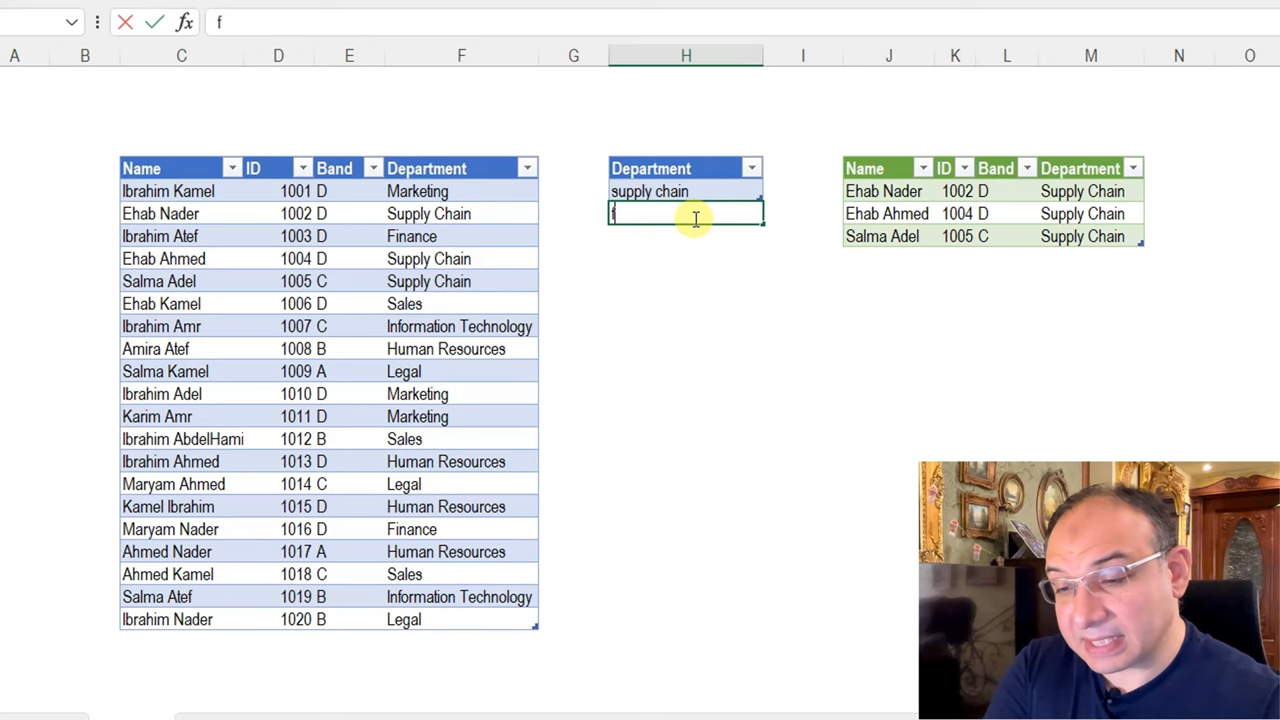 fx f
A B C D E F G H I J K L M N O
Name ID Band Department
Ibrahim Kamel 1001 D Marketing
Ehab Nader 1002 D Supply Chain
Ibrahim Atef 1003 D Finance
Ehab Ahmed 1004 D Supply Chain
Salma Adel 1005 C Supply Chain
Ehab Kamel 1006 D Sales
Ibrahim Amr 1007 C Information Technology
Amira Atef 1008 B Human Resources
Salma Kamel 1009 A Legal
Ibrahim Adel 1010 D Marketing
Karim Amr 1011 D Marketing
Ibrahim AbdelHami 1012 B Sales
Ibrahim Ahmed 1013 D Human Resources
Maryam Ahmed 1014 C Legal
Kamel Ibrahim 1015 D Human Resources
Maryam Nader 1016 D Finance
Ahmed Nader 1017 A Human Resources
Ahmed Kamel 1018 C Sales
Salma Atef 1019 B Information Technology
Ibrahim Nader 1020 B Legal
Department
supply chain
f
Name ID Band Department
Ehab Nader 1002 D Supply Chain
Ehab Ahmed 1004 D Supply Chain
Salma Adel 1005 C Supply Chain